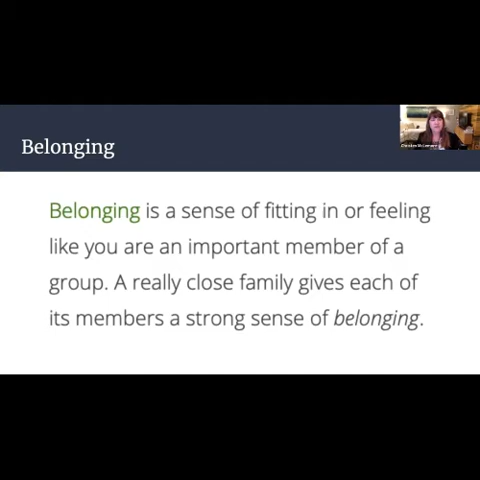 Belonging
Belonging is a sense of fitting in or feeling
like you are an important member of a
group. A really close family gives each of
its members a strong sense of belonging.